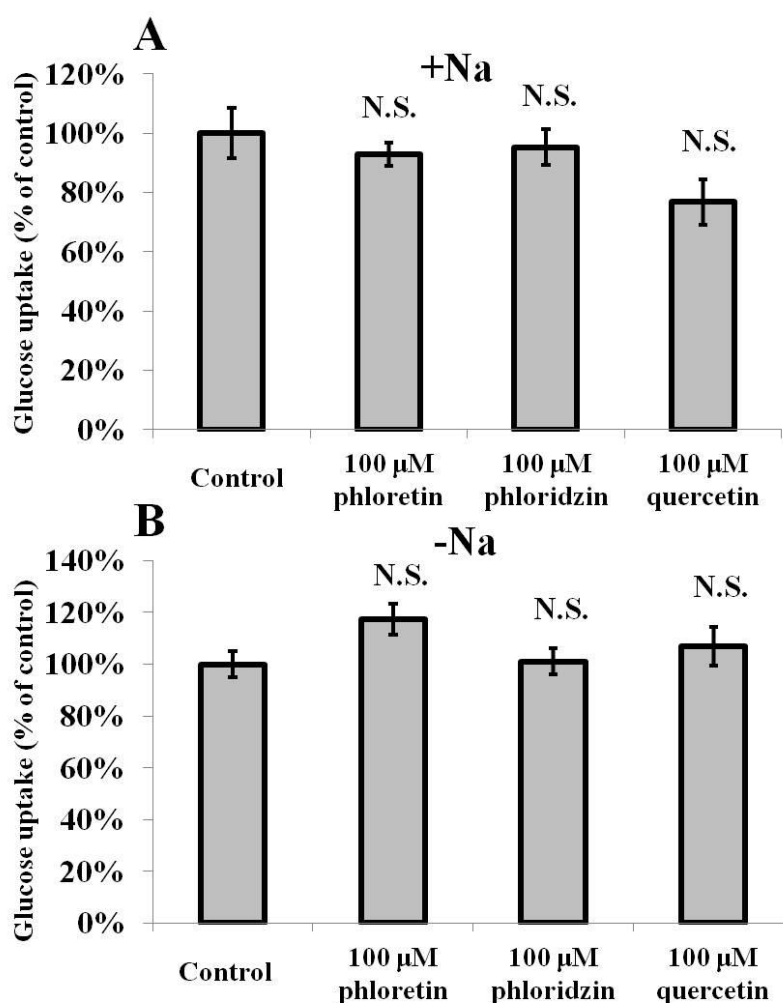 A
+Na
Glucose uptake (% of control)
120%
100%
80%
60%
40%
20%
0%
N.S.
N.S.
N.S.
Control
100 µM
phloretin
100 µM
phloridzin
100 µM
quercetin
B
-Na
Glucose uptake (% of control)
140%
120%
100%
80%
60%
40%
20%
0%
N.S.
N.S.
N.S.
Control
100 µM
phloretin
100 µM
phloridzin
100 µM
quercetin